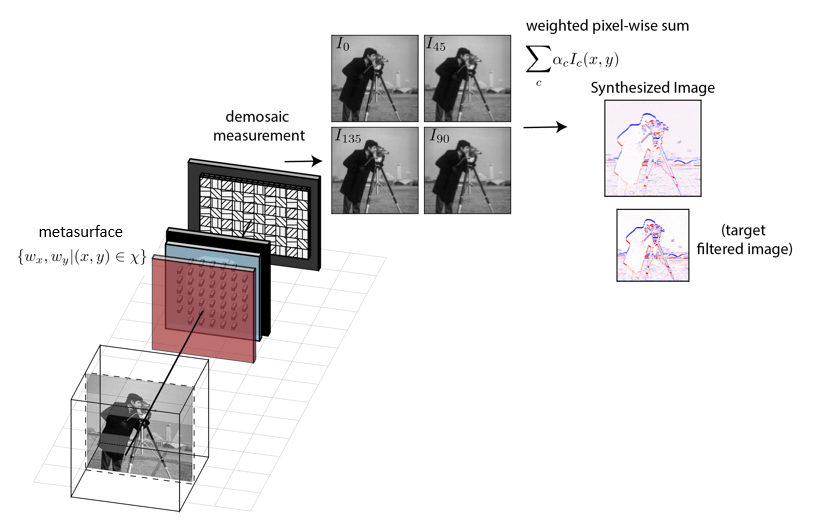 weighted pixel-wise sum
∑_c α_c I_c(x, y)
Synthesized Image
I_0
I_45
I_135
I_90
demosaic
measurement
metasurface
{w_x, w_y|(x, y) ∈ χ}
(target
filtered image)